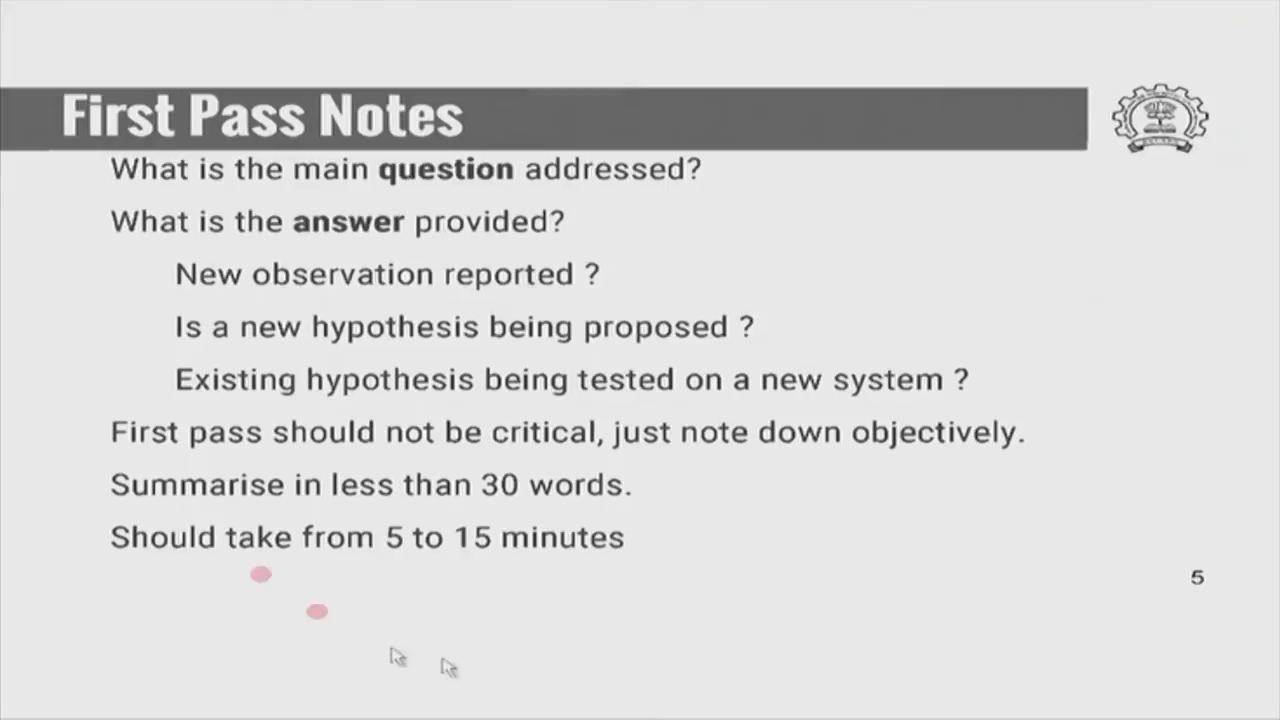 First Pass Notes
What is the main question addressed?
What is the answer provided?
New observation reported ?
Is a new hypothesis being proposed ?
Existing hypothesis being tested on a new system ?
First pass should not be critical, just note down objectively.
Summarise in less than 30 words.
Should take from 5 to 15 minutes
5